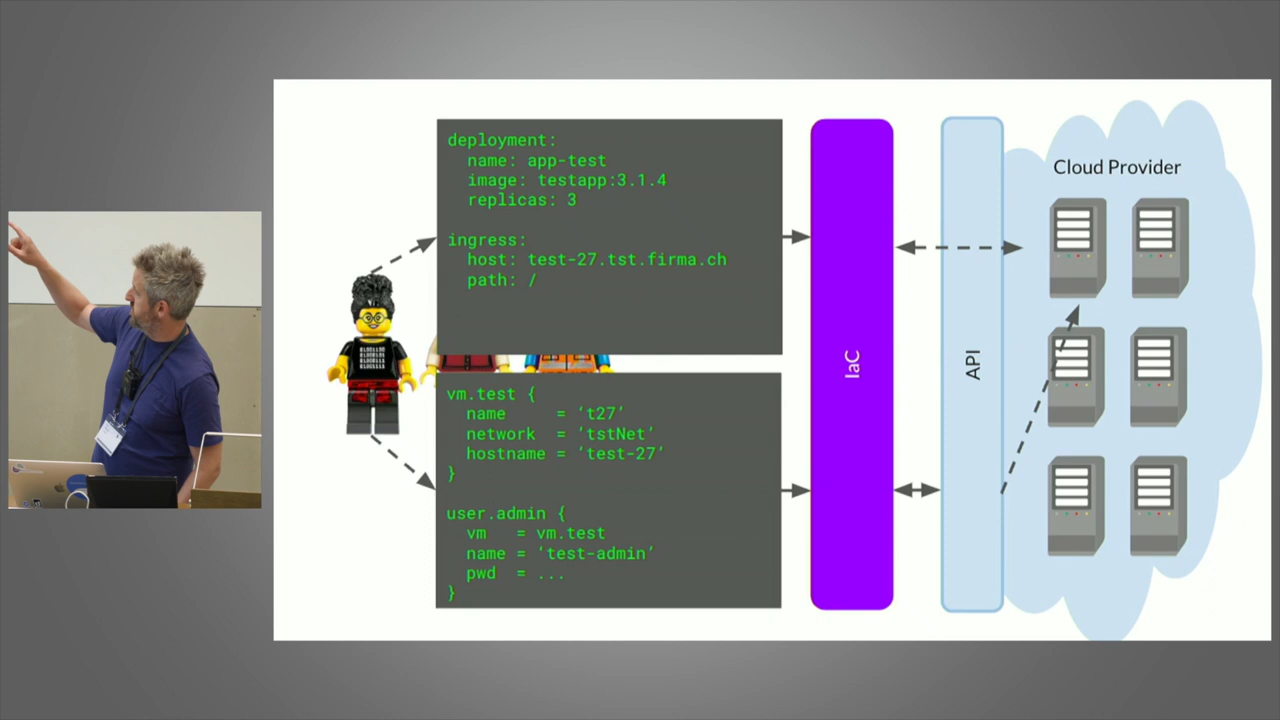 deployment:
name: app-test
image: testapp:3.1.4
replicas: 3
ingress:
host: test-27.tst.firma.ch
path: /
vm.test {
name = ‘t27’
network = ‘tstNet’
hostname = ‘test-27’
}
user.admin {
vm = vm.test
name = ‘test-admin’
pwd = ...
}
IaC
API
Cloud Provider